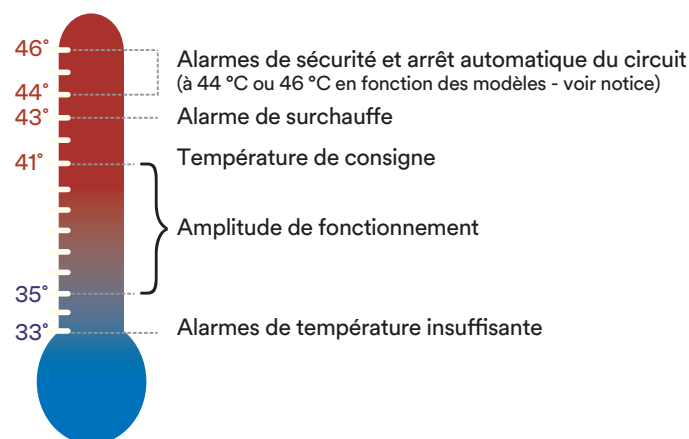 46°
Alarmes de sécurité et arrêt automatique du circuit
(à 44 °C ou 46 °C en fonction des modèles - voir notice)
44°
43°
Alarme de surchauffe
41°
Température de consigne
Amplitude de fonctionnement
35°
33°
Alarmes de température insuffisante